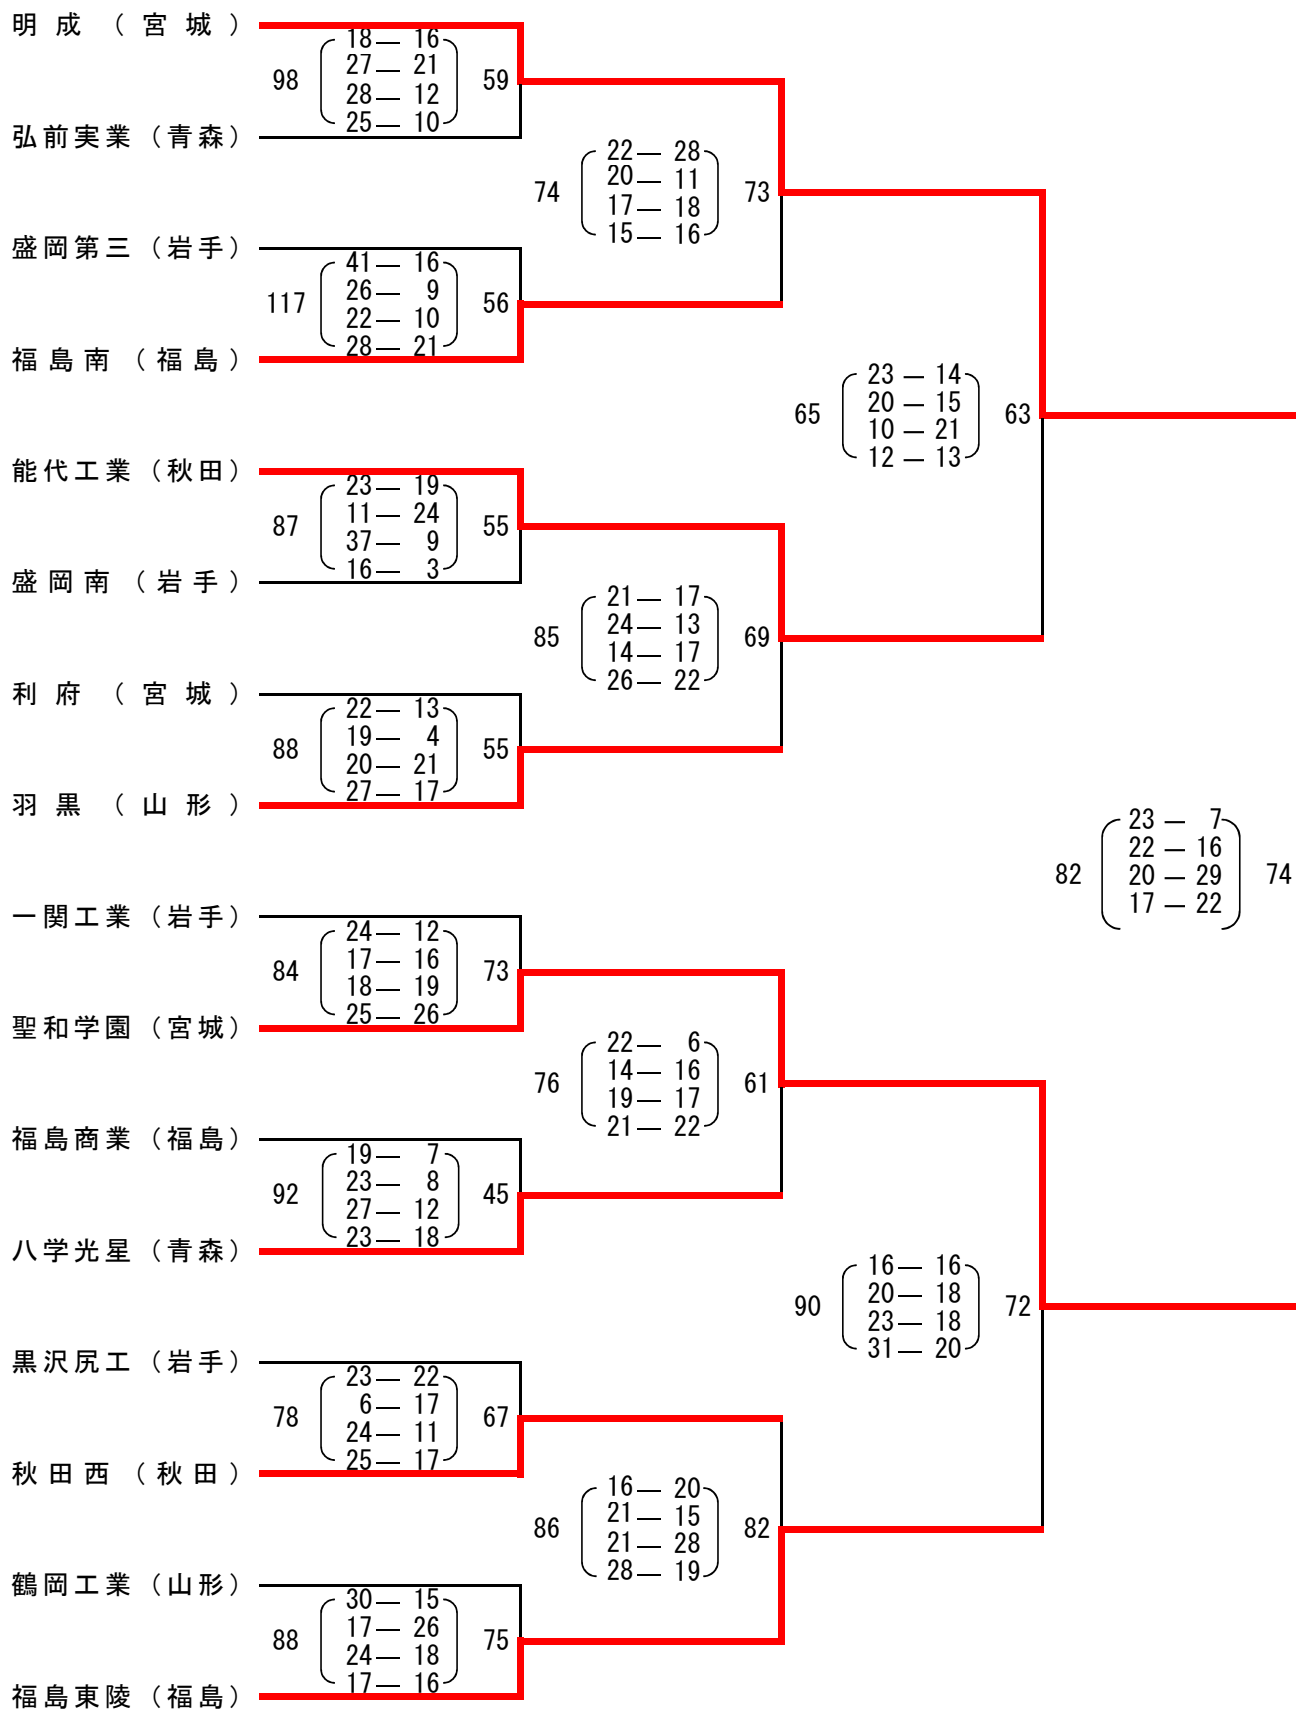 明成（宮城）
18― 16
98 27― 21 59
28― 12
25― 10
弘前実業（青森）
22― 28
74 20― 11 73
17― 18
15― 16
盛岡第三（岩手）
41― 16
117 26― 9 56
22― 10
28― 21
福島南（福島）
23 ― 14
65 20 ― 15 63
10 ― 21
12 ― 13
能代工業（秋田）
23― 19
87 11― 24 55
37― 9
16― 3
盛岡南（岩手）
21― 17
85 24― 13 69
14― 17
26― 22
利府（宮城）
22― 13
88 19― 4 55
20― 21
27― 17
羽黒（山形）
23 ― 7
82 22 ― 16 74
20 ― 29
17 ― 22
一関工業（岩手）
24― 12
84 17― 16 73
18― 19
25― 26
聖和学園（宮城）
22― 6
76 14― 16 61
19― 17
21― 22
福島商業（福島）
19― 7
92 23― 8 45
27― 12
23― 18
八学光星（青森）
16― 16
90 20― 18 72
23― 18
31― 20
黒沢尻工（岩手）
23― 22
78 6― 17 67
24― 11
25― 17
秋田西（秋田）
16― 20
86 21― 15 82
21― 28
28― 19
鶴岡工業（山形）
30― 15
88 17― 26 75
24― 18
17― 16
福島東陵（福島）